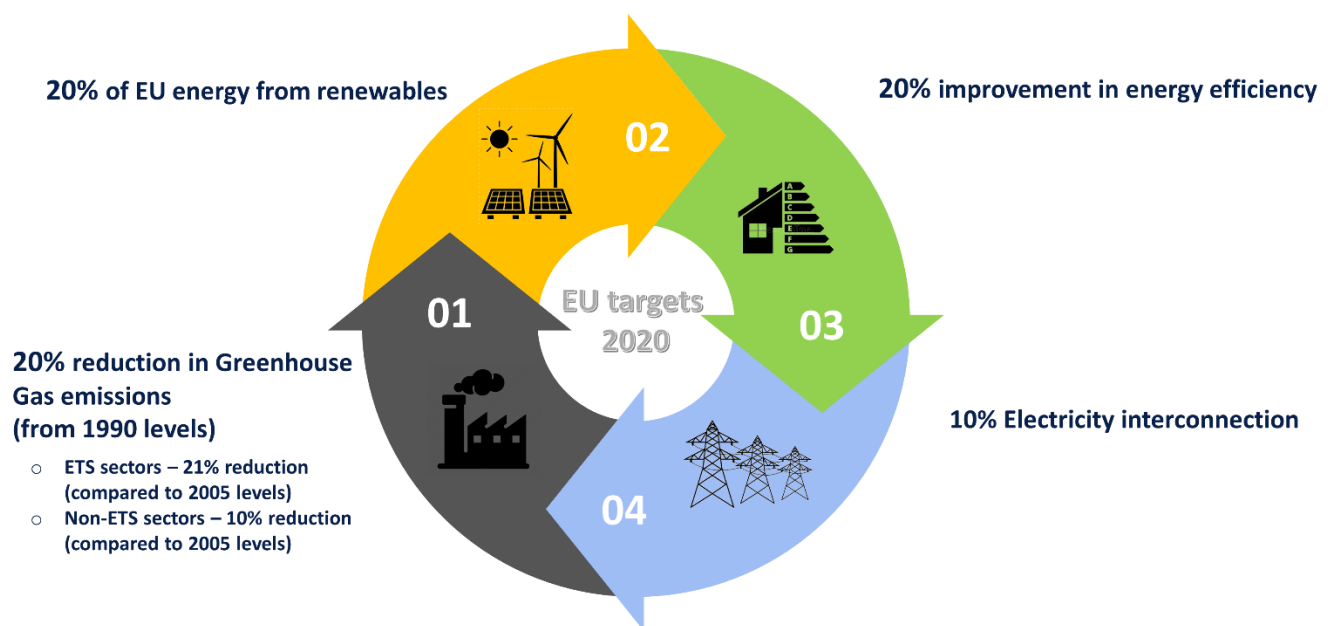 20% of EU energy from renewables
20% improvement in energy efficiency
02
A
B
C
D
E
F
G
EU targets
2020
01
03
20% reduction in Greenhouse
Gas emissions
(from 1990 levels)
○ ETS sectors – 21% reduction
(compared to 2005 levels)
○ Non-ETS sectors – 10% reduction
(compared to 2005 levels)
10% Electricity interconnection
04